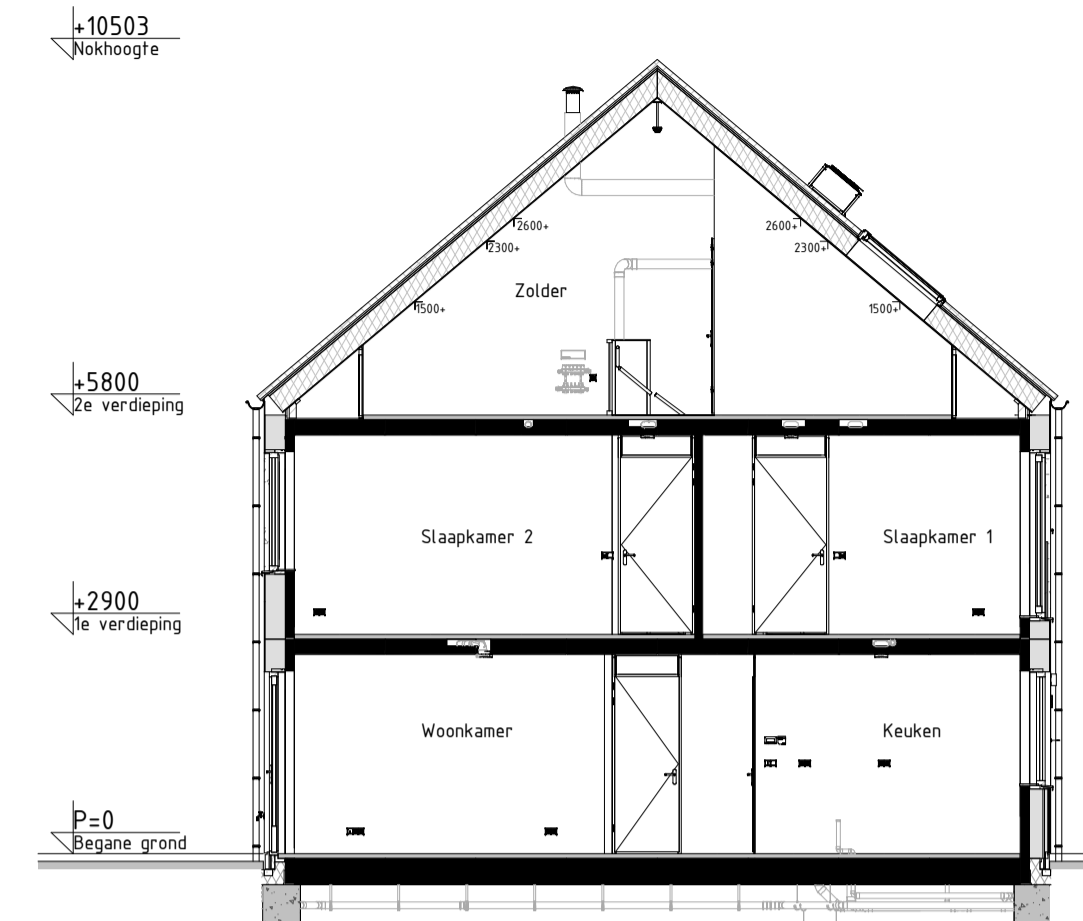 +10503
Nokhoogte
2600+
2600+
2300+
2300+
Zolder
1500+
1500+
+5800
2e verdieping
Slaapkamer 2
Slaapkamer 1
+2900
1e verdieping
Woonkamer
Keuken
P=0
Begane grond